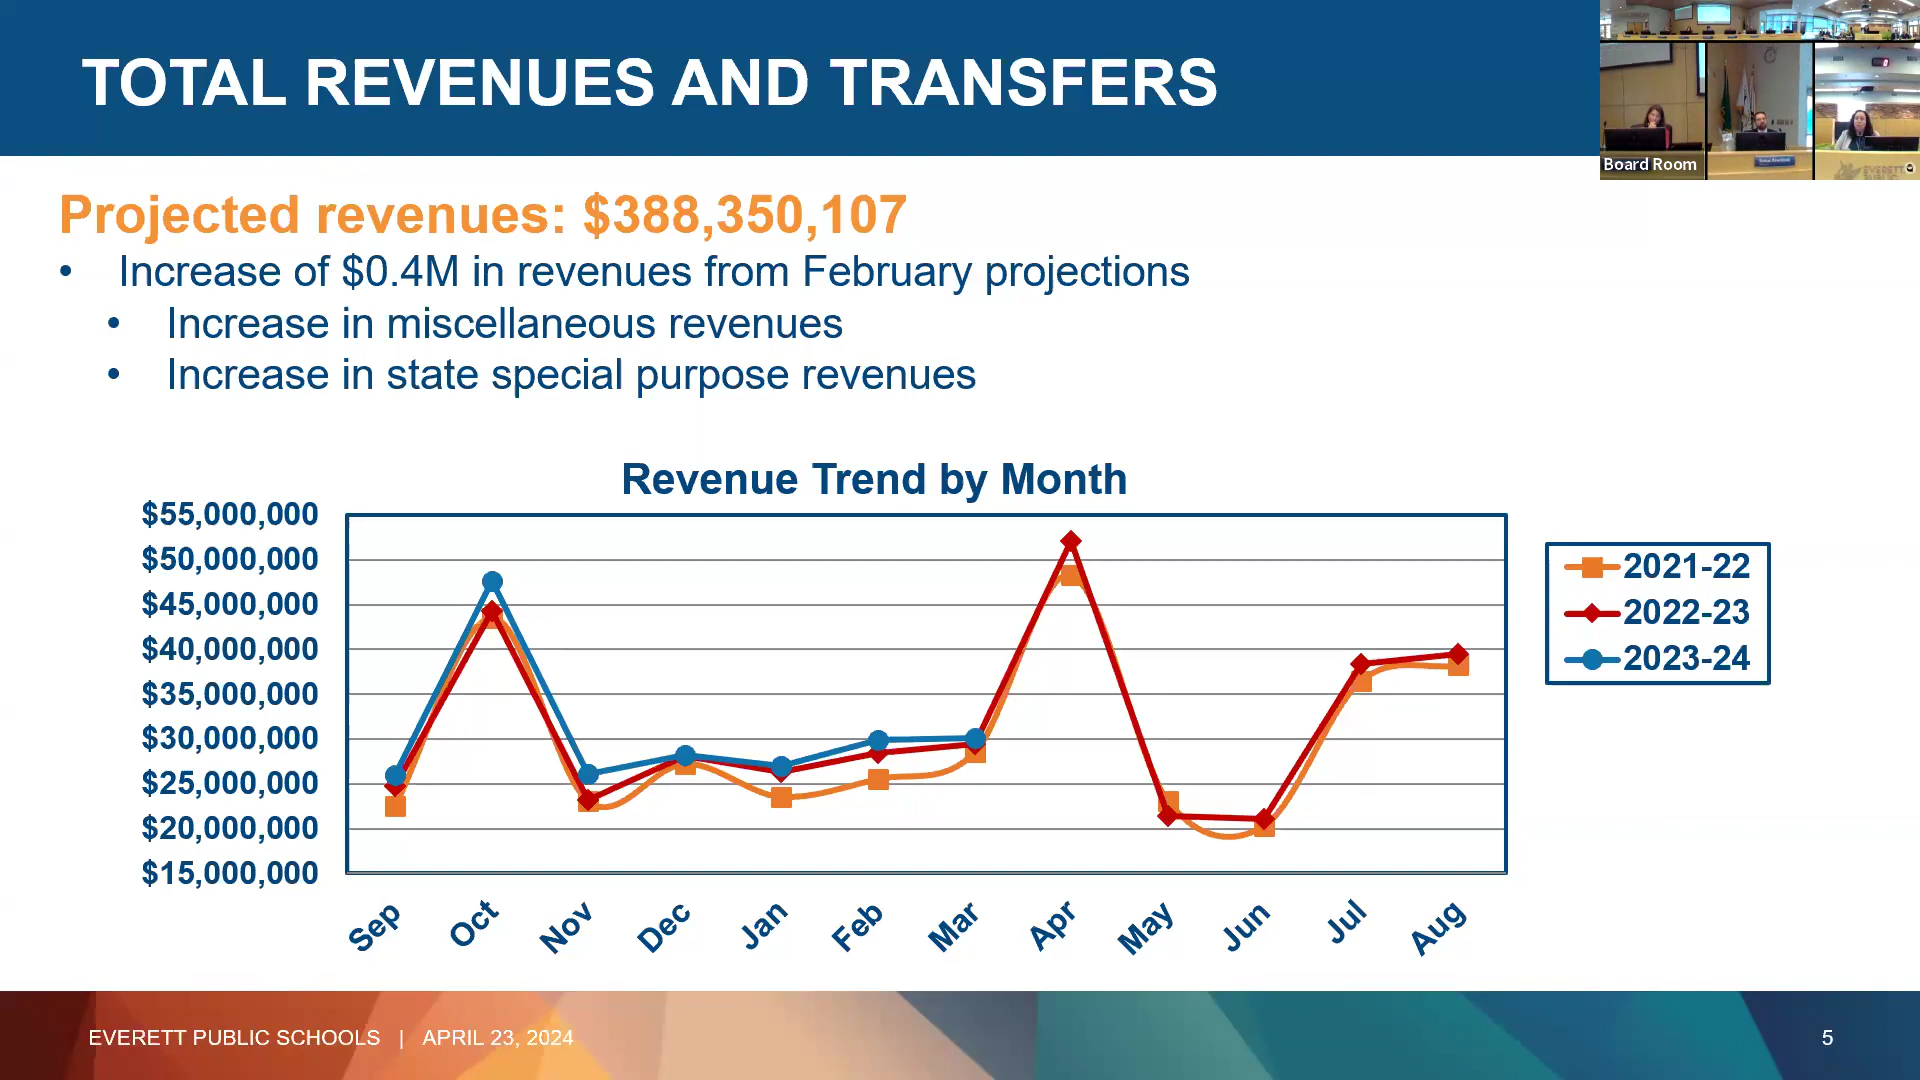 TOTAL REVENUES AND TRANSFERS
Board Room
Projected revenues: $388,350,107
• Increase of $0.4M in revenues from February projections
• Increase in miscellaneous revenues
• Increase in state special purpose revenues
Revenue Trend by Month
$55,000,000
$50,000,000
$45,000,000
$40,000,000
$35,000,000
$30,000,000
$25,000,000
$20,000,000
$15,000,000
Sep Oct Nov Dec Jan Feb Mar Apr May Jun Jul Aug
2021-22
2022-23
2023-24
EVERETT PUBLIC SCHOOLS | APRIL 23, 2024
5